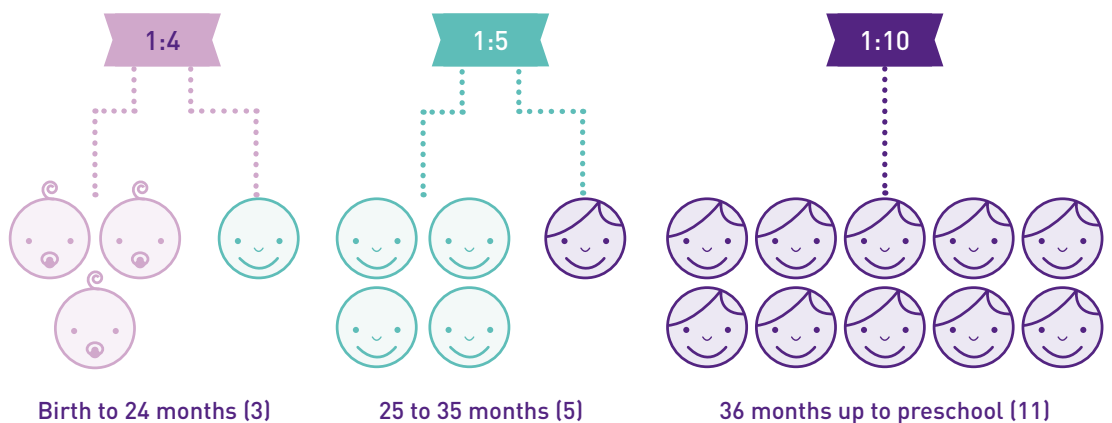 1:4
1:5
1:10
Birth to 24 months (3)
25 to 35 months (5)
36 months up to preschool (11)